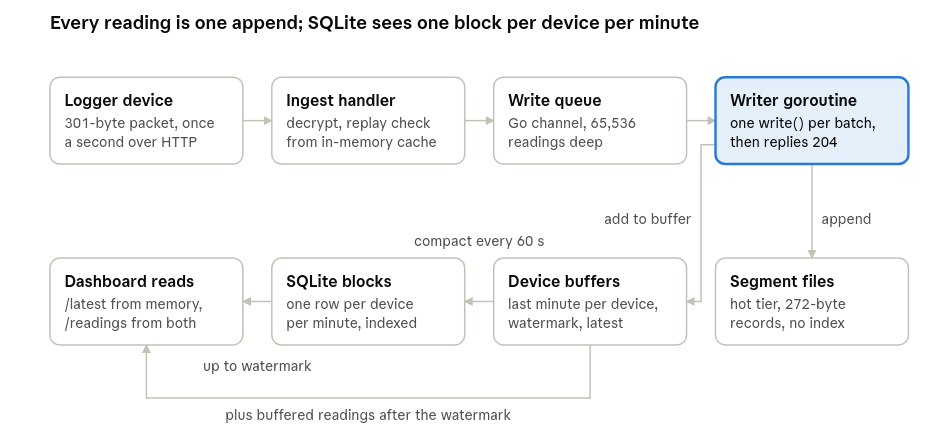 Every reading is one append; SQLite sees one block per device per minute
Logger device
301-byte packet, once
a second over HTTP
Ingest handler
decrypt, replay check
from in-memory cache
Write queue
Go channel, 65,536
readings deep
Writer goroutine
one write() per batch,
then replies 204
add to buffer
append
compact every 60 s
Dashboard reads
/latest from memory,
/readings from both
SQLite blocks
one row per device
per minute, indexed
Device buffers
last minute per device,
watermark, latest
Segment files
hot tier, 272-byte
records, no index
up to watermark
plus buffered readings after the watermark